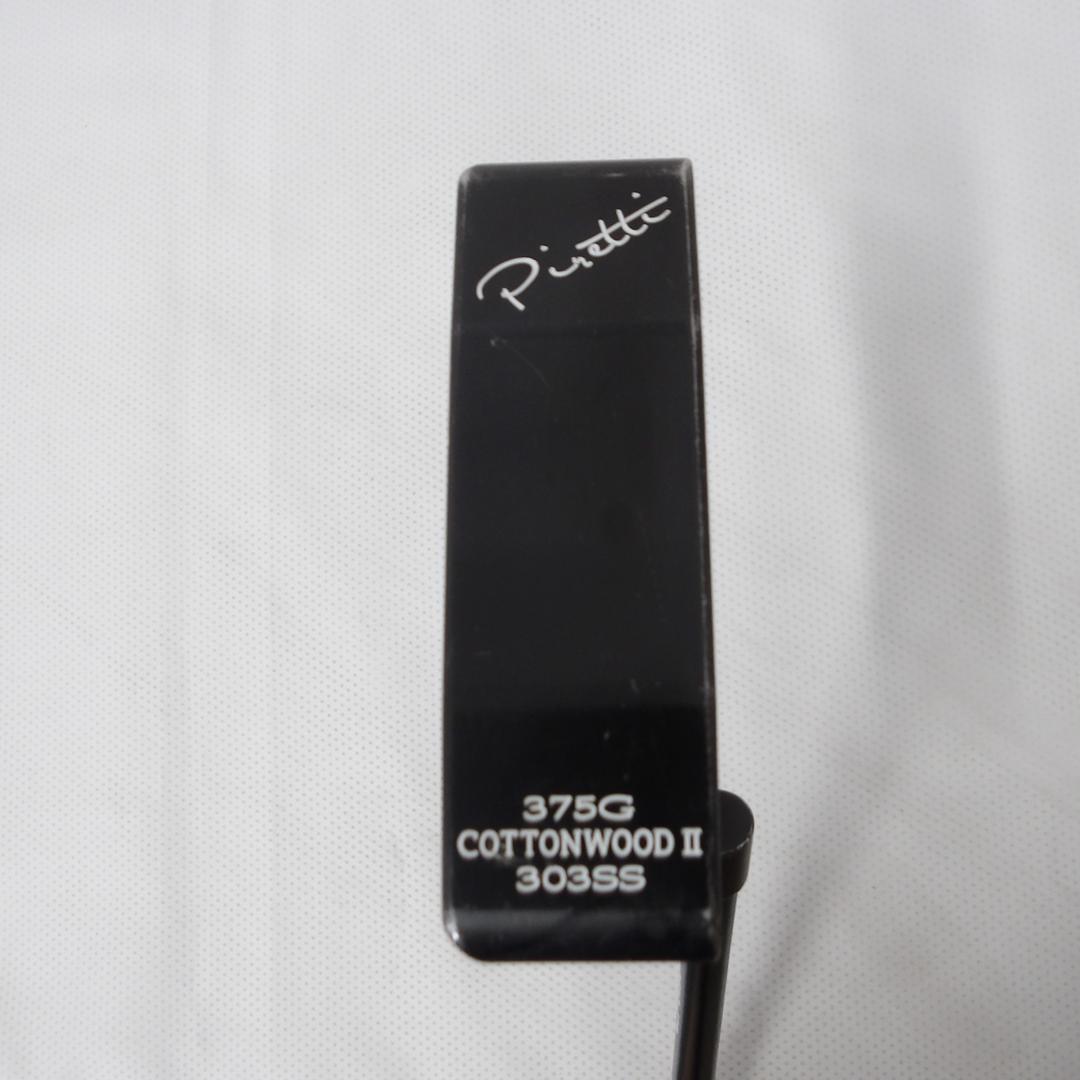 Piretti
375G
COTTONWOOD II
303SS